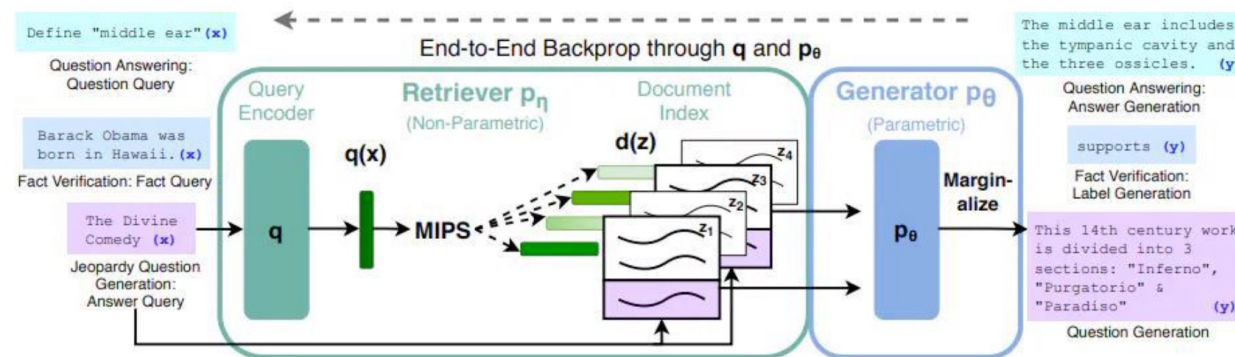 Define "middle ear" (x)
Question Answering:
Question Query
Barack Obama was
born in Hawaii. (x)
Fact Verification: Fact Query
The Divine
Comedy (x)
Jeopardy Question
Generation:
Answer Query
End-to-End Backprop through q and pθ
Query
Encoder
q
q(x)
Retriever pη
(Non-Parametric)
MIPS
Document
Index
d(z)
z4
z3
z2
z1
Generator pθ
(Parametric)
pθ
Margin-
alize
The middle ear includes
the tympanic cavity and
the three ossicles. (y
Question Answering:
Answer Generation
supports (y)
Fact Verification:
Label Generation
This 14th century work
is divided into 3
sections: "Inferno",
"Purgatorio" &
"Paradiso" (y)
Question Generation